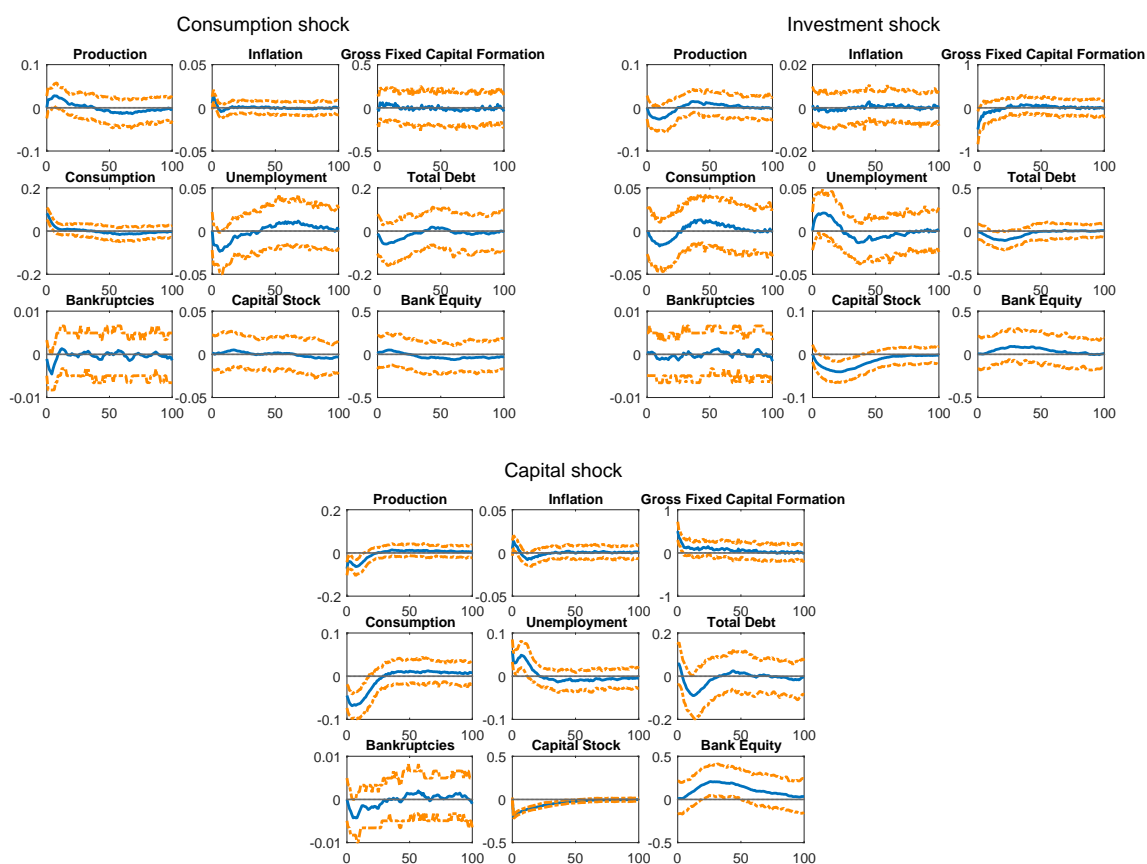 Consumption shock
Production Inflation Gross Fixed Capital Formation
0.1 0.05 0.5
0 0 0
-0.1 -0.05 -0.5
0 50 100 0 50 100 0 50 100
Consumption Unemployment Total Debt
0.2 0.05 0.2
0 0 0
-0.2 -0.05 -0.2
0 50 100 0 50 100 0 50 100
Bankruptcies Capital Stock Bank Equity
0.01 0.1 0.5
0 0 0
-0.01 -0.1 -0.5
0 50 100 0 50 100 0 50 100
Investment shock
Production Inflation Gross Fixed Capital Formation
0.1 0.02 1
0 0 0
-0.1 -0.02 -1
0 50 100 0 50 100 0 50 100
Consumption Unemployment Total Debt
0.05 0.05 0.5
0 0 0
-0.05 -0.05 -0.5
0 50 100 0 50 100 0 50 100
Bankruptcies Capital Stock Bank Equity
0.01 0.1 0.5
0 0 0
-0.01 -0.1 -0.5
0 50 100 0 50 100 0 50 100
Capital shock
Production Inflation Gross Fixed Capital Formation
0.2 0.05 1
0 0 0
-0.2 -0.05 -1
0 50 100 0 50 100 0 50 100
Consumption Unemployment Total Debt
0.1 0.1 0.2
0 0 0
-0.1 -0.1 -0.2
0 50 100 0 50 100 0 50 100
Bankruptcies Capital Stock Bank Equity
0.01 0.5 0.5
0 0 0
-0.01 -0.5 -0.5
0 50 100 0 50 100 0 50 100